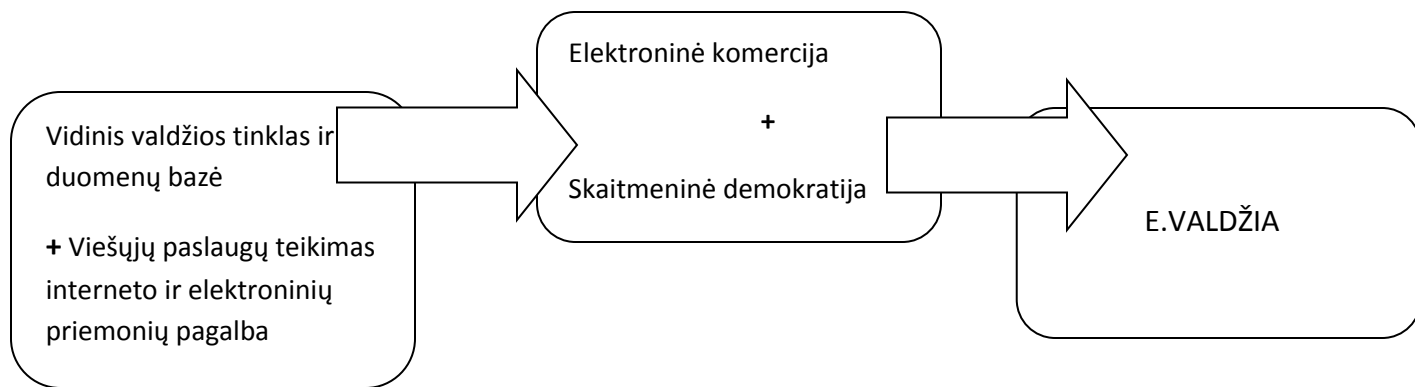 Vidinis valdžios tinklas ir
duomenų bazė
+ Viešųjų paslaugų teikimas
interneto ir elektroninių
priemonių pagalba
Elektroninė komercija
+
Skaitmeninė demokratija
E.VALDŽIA